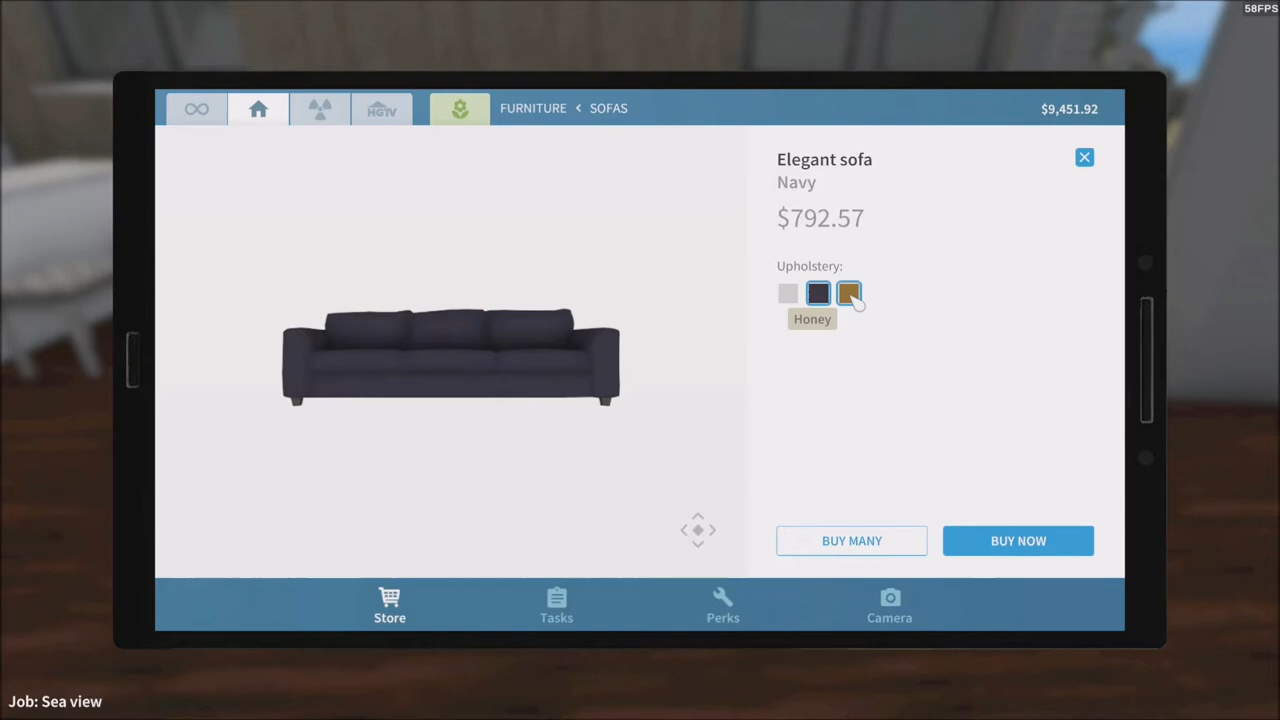 58FPS
HGTV
FURNITURE < SOFAS
$9,451.92
Elegant sofa
Navy
$792.57
Upholstery:
Honey
BUY MANY
BUY NOW
Store
Tasks
Perks
Camera
Job: Sea view